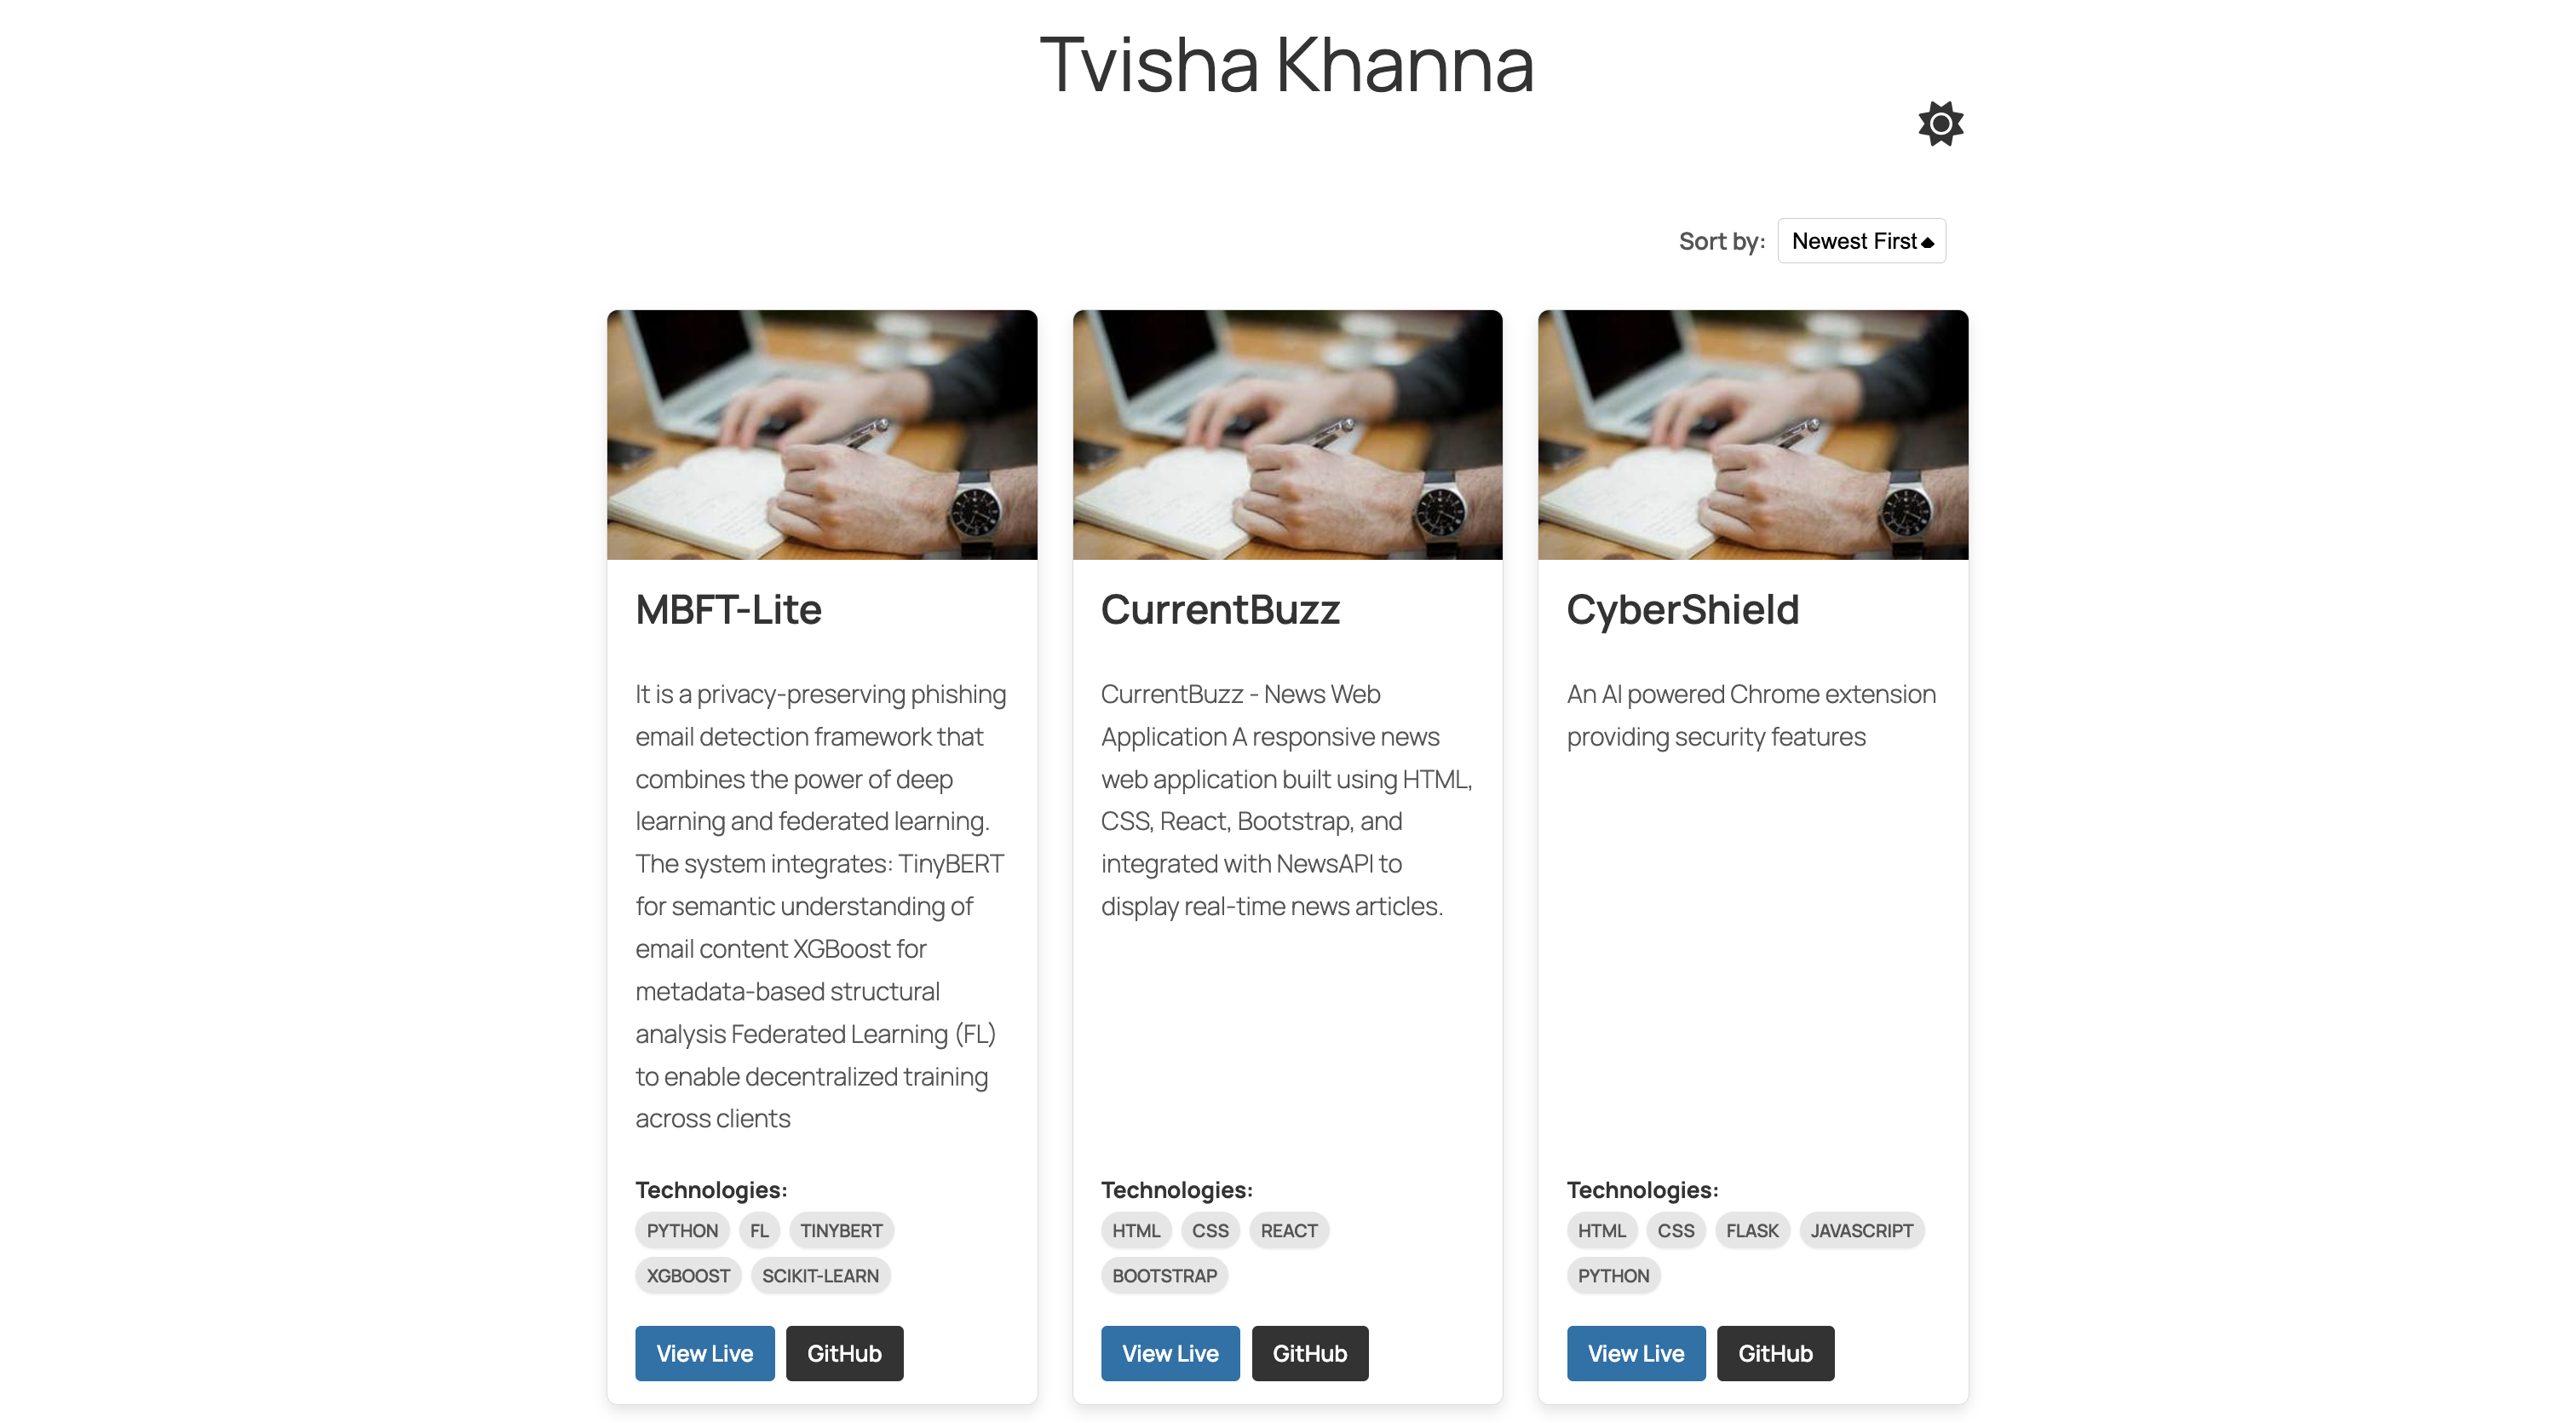 Tvisha Khanna
Sort by: Newest First
MBFT-Lite
It is a privacy-preserving phishing
email detection framework that
combines the power of deep
learning and federated learning.
The system integrates: TinyBERT
for semantic understanding of
email content XGBoost for
metadata-based structural
analysis Federated Learning (FL)
to enable decentralized training
across clients
Technologies:
PYTHON FL TINYBERT
XGBOOST SCIKIT-LEARN
View Live GitHub
CurrentBuzz
CurrentBuzz - News Web
Application A responsive news
web application built using HTML,
CSS, React, Bootstrap, and
integrated with NewsAPI to
display real-time news articles.
Technologies:
HTML CSS REACT
BOOTSTRAP
View Live GitHub
CyberShield
An AI powered Chrome extension
providing security features
Technologies:
HTML CSS FLASK JAVASCRIPT
PYTHON
View Live GitHub